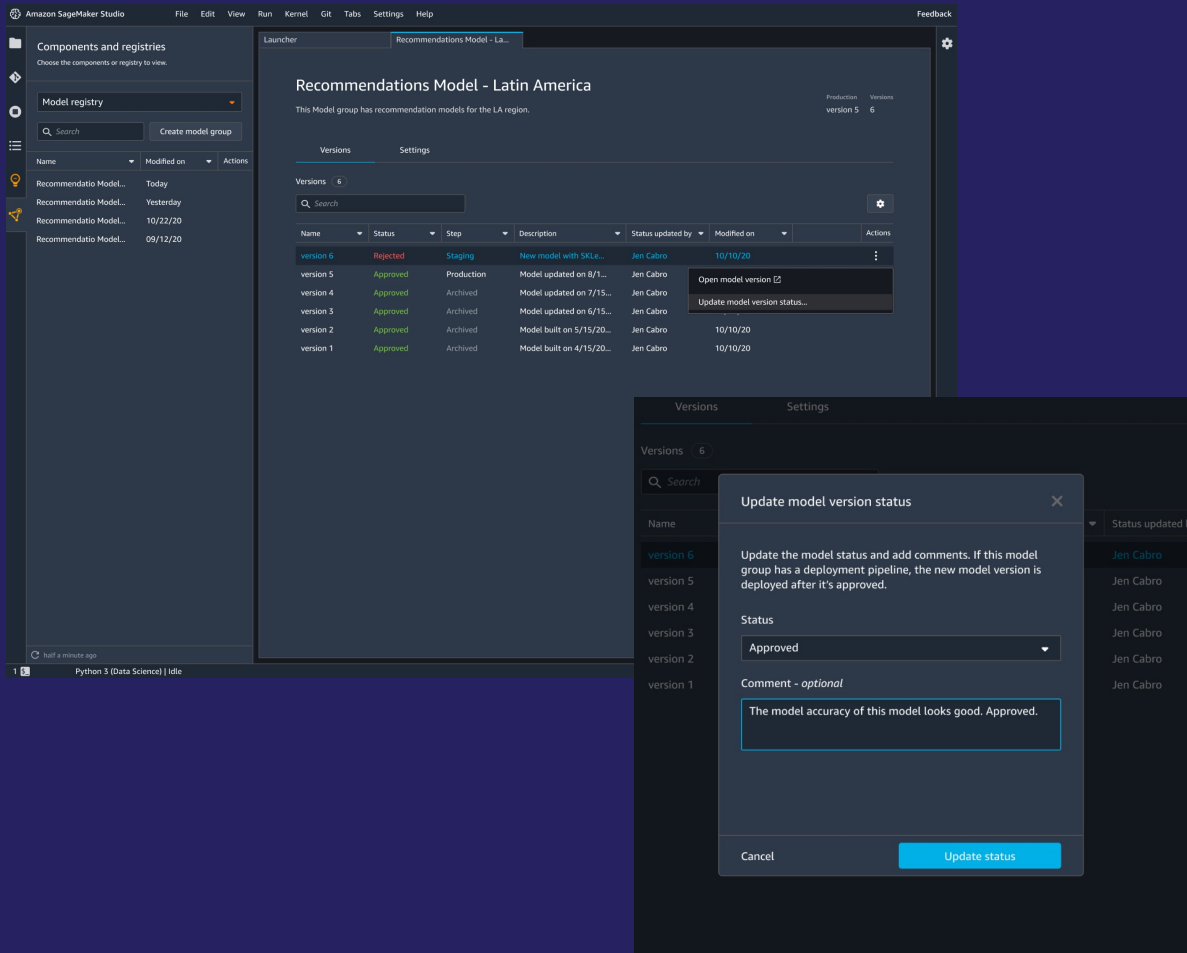 Amazon SageMaker Studio File Edit View Run Kernel Git Tabs Settings Help Feedback
Components and registries
Choose the components or registry to view.
Model registry
Search Create model group
Name Modified on Actions
Recommendatio Model... Today
Recommendatio Model... Yesterday
Recommendatio Model... 10/22/20
Recommendatio Model... 09/12/20
half a minute ago
1 Python 3 (Data Science) | Idle
Launcher Recommendations Model - La...
Recommendations Model - Latin America
This Model group has recommendation models for the LA region.
Production Versions
version 5 6
Versions Settings
Versions 6
Search
Name Status Step Description Status updated by Modified on Actions
version 6 Rejected Staging New model with SKLe... Jen Cabro 10/10/20
version 5 Approved Production Model updated on 8/1... Jen Cabro
version 4 Approved Archived Model updated on 7/15... Jen Cabro
version 3 Approved Archived Model updated on 6/15... Jen Cabro
version 2 Approved Archived Model built on 5/15/20... Jen Cabro 10/10/20
version 1 Approved Archived Model built on 4/15/20... Jen Cabro 10/10/20
Open model version
Update model version status...
Versions Settings
Versions 6
Search
Name Status updated
version 6 Jen Cabro
version 5 Jen Cabro
version 4 Jen Cabro
version 3 Jen Cabro
version 2 Jen Cabro
version 1 Jen Cabro
Update model version status
Update the model status and add comments. If this model
group has a deployment pipeline, the new model version is
deployed after it's approved.
Status
Approved
Comment - optional
The model accuracy of this model looks good. Approved.
Cancel Update status